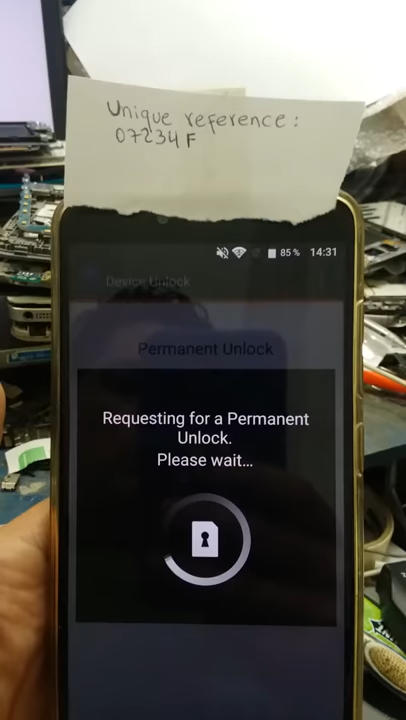 Unique reference:
07234F
85 % 14:31
Device Unlock
Permanent Unlock
Requesting for a Permanent
Unlock.
Please wait...